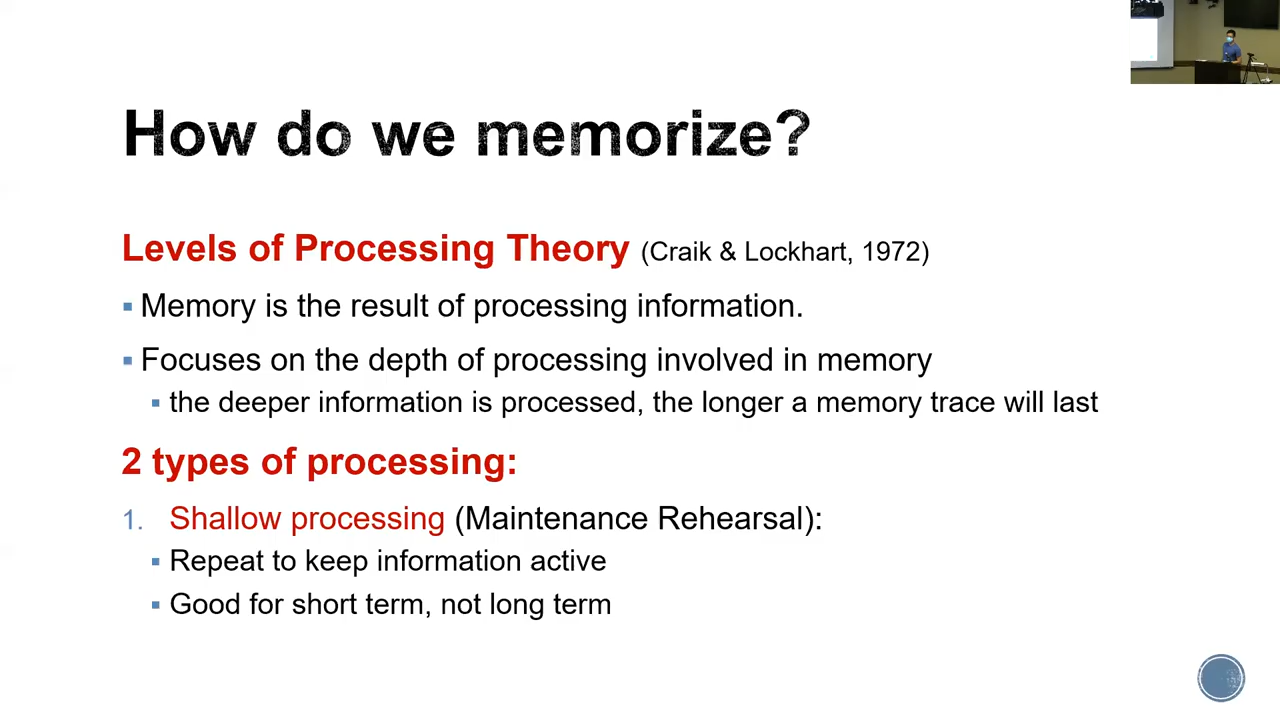 How do we memorize?
Levels of Processing Theory (Craik & Lockhart, 1972)
▪ Memory is the result of processing information.
▪ Focuses on the depth of processing involved in memory
▪ the deeper information is processed, the longer a memory trace will last
2 types of processing:
1. Shallow processing (Maintenance Rehearsal):
▪ Repeat to keep information active
▪ Good for short term, not long term